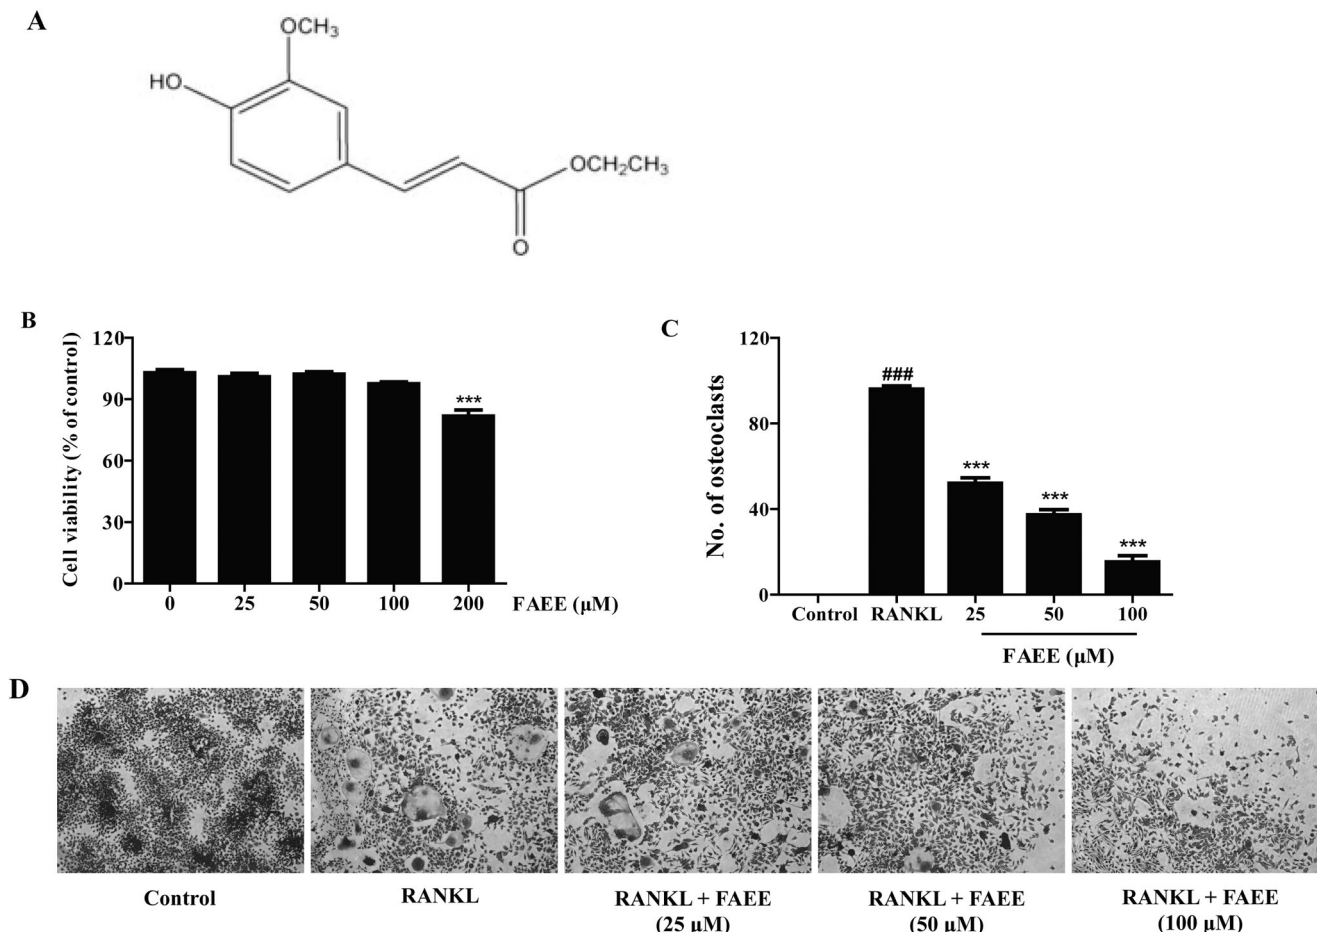 A
OCH3
HO
OCH2CH3
O
B
C
Cell viability (% of control)
120
90
60
30
0
***
0 25 50 100 200 FAEE (μM)
No. of osteoclasts
120
80
40
0
###
***
***
***
Control RANKL 25 50 100
FAEE (μM)
D
Control
RANKL
RANKL + FAEE
(25 μM)
RANKL + FAEE
(50 μM)
RANKL + FAEE
(100 μM)